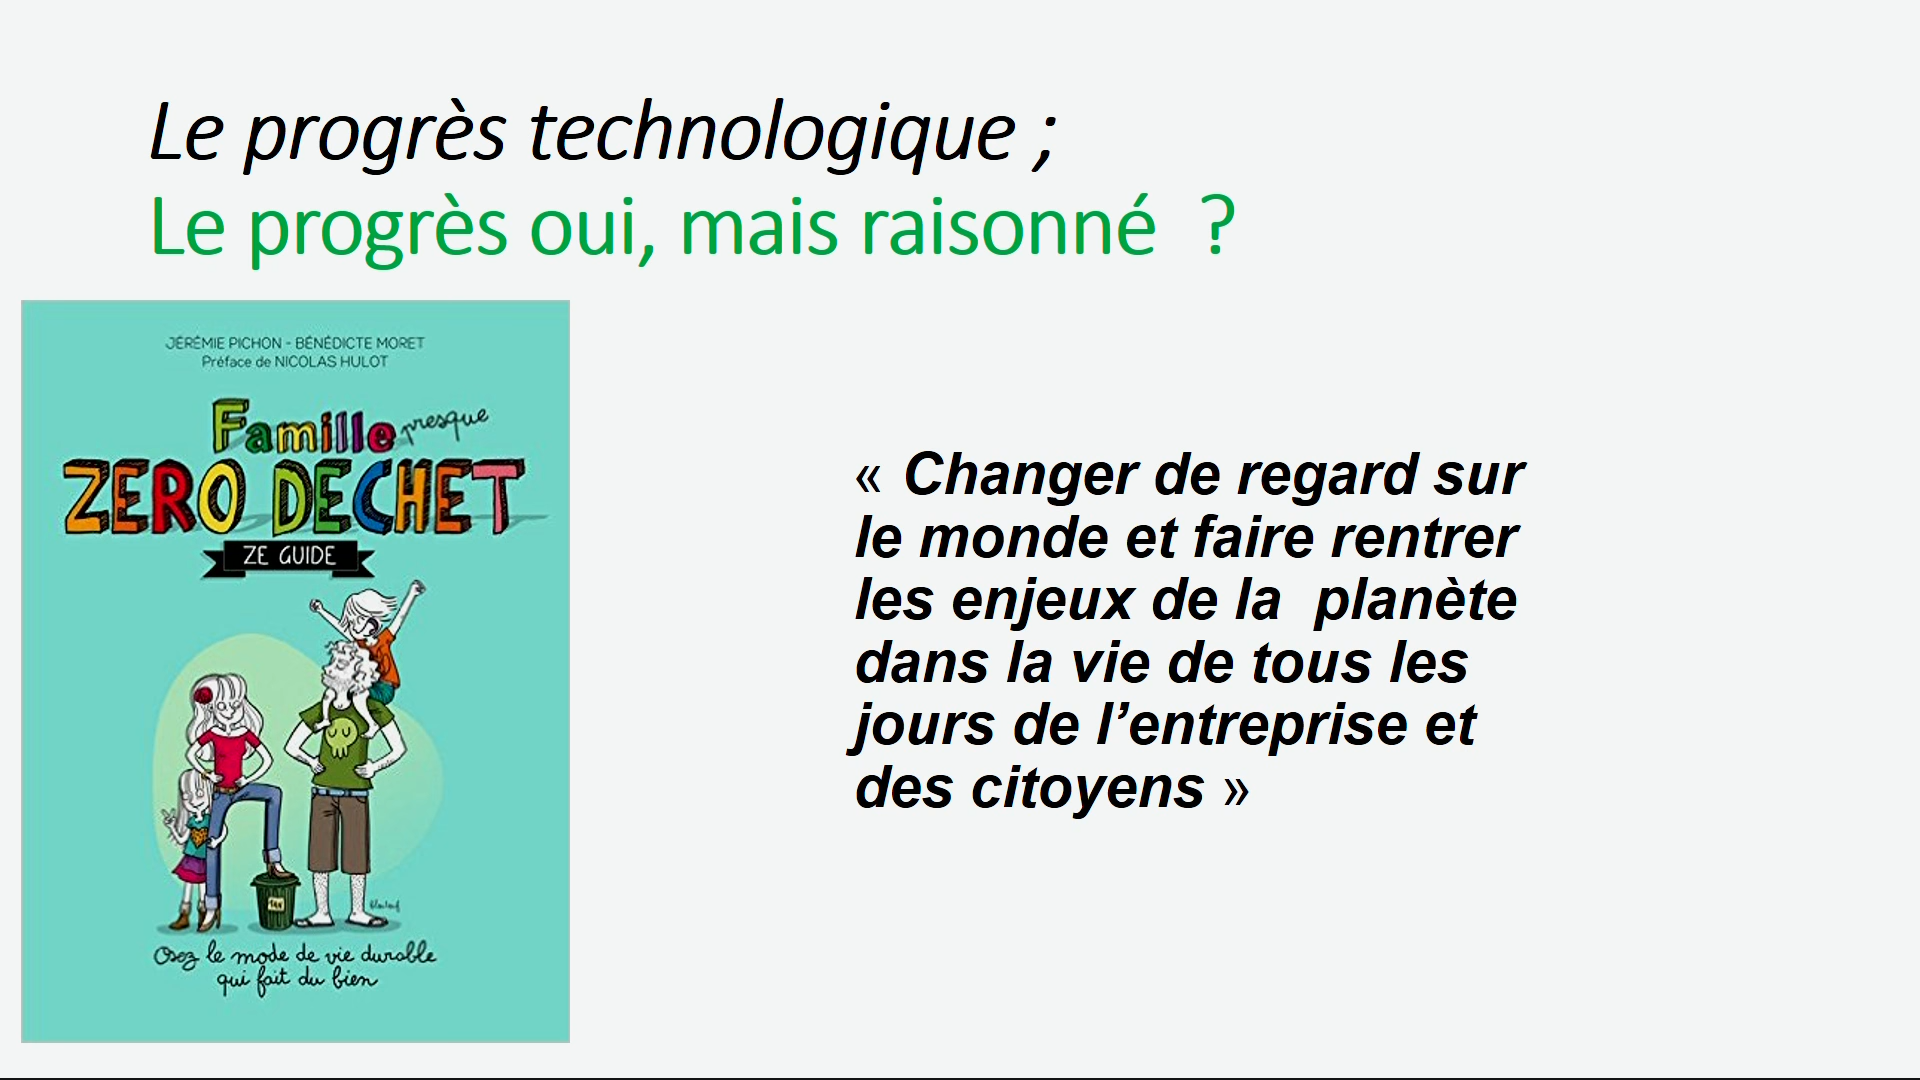 Le progrès technologique ;
Le progrès oui, mais raisonné  ?
JÉRÉMIE PICHON - BÉNÉDICTE MORET
Préface de NICOLAS HULOT
Famille presque
ZERO DECHET
ZE GUIDE
Osez le mode de vie durable
qui fait du bien
« Changer de regard sur
le monde et faire rentrer
les enjeux de la  planète
dans la vie de tous les
jours de l’entreprise et
des citoyens »